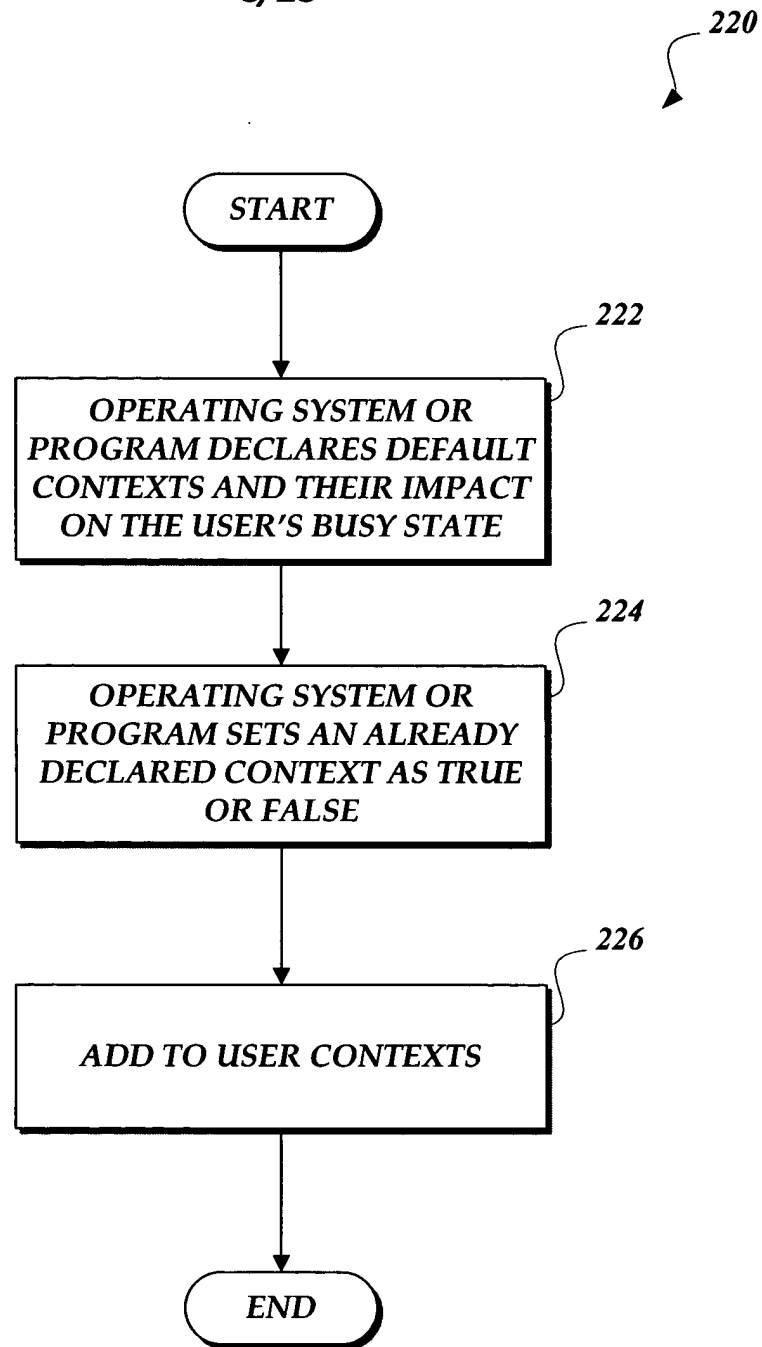 220
START
222
OPERATING SYSTEM OR
PROGRAM DECLARES DEFAULT
CONTEXTS AND THEIR IMPACT
ON THE USER'S BUSY STATE
224
OPERATING SYSTEM OR
PROGRAM SETS AN ALREADY
DECLARED CONTEXT AS TRUE
OR FALSE
226
ADD TO USER CONTEXTS
END